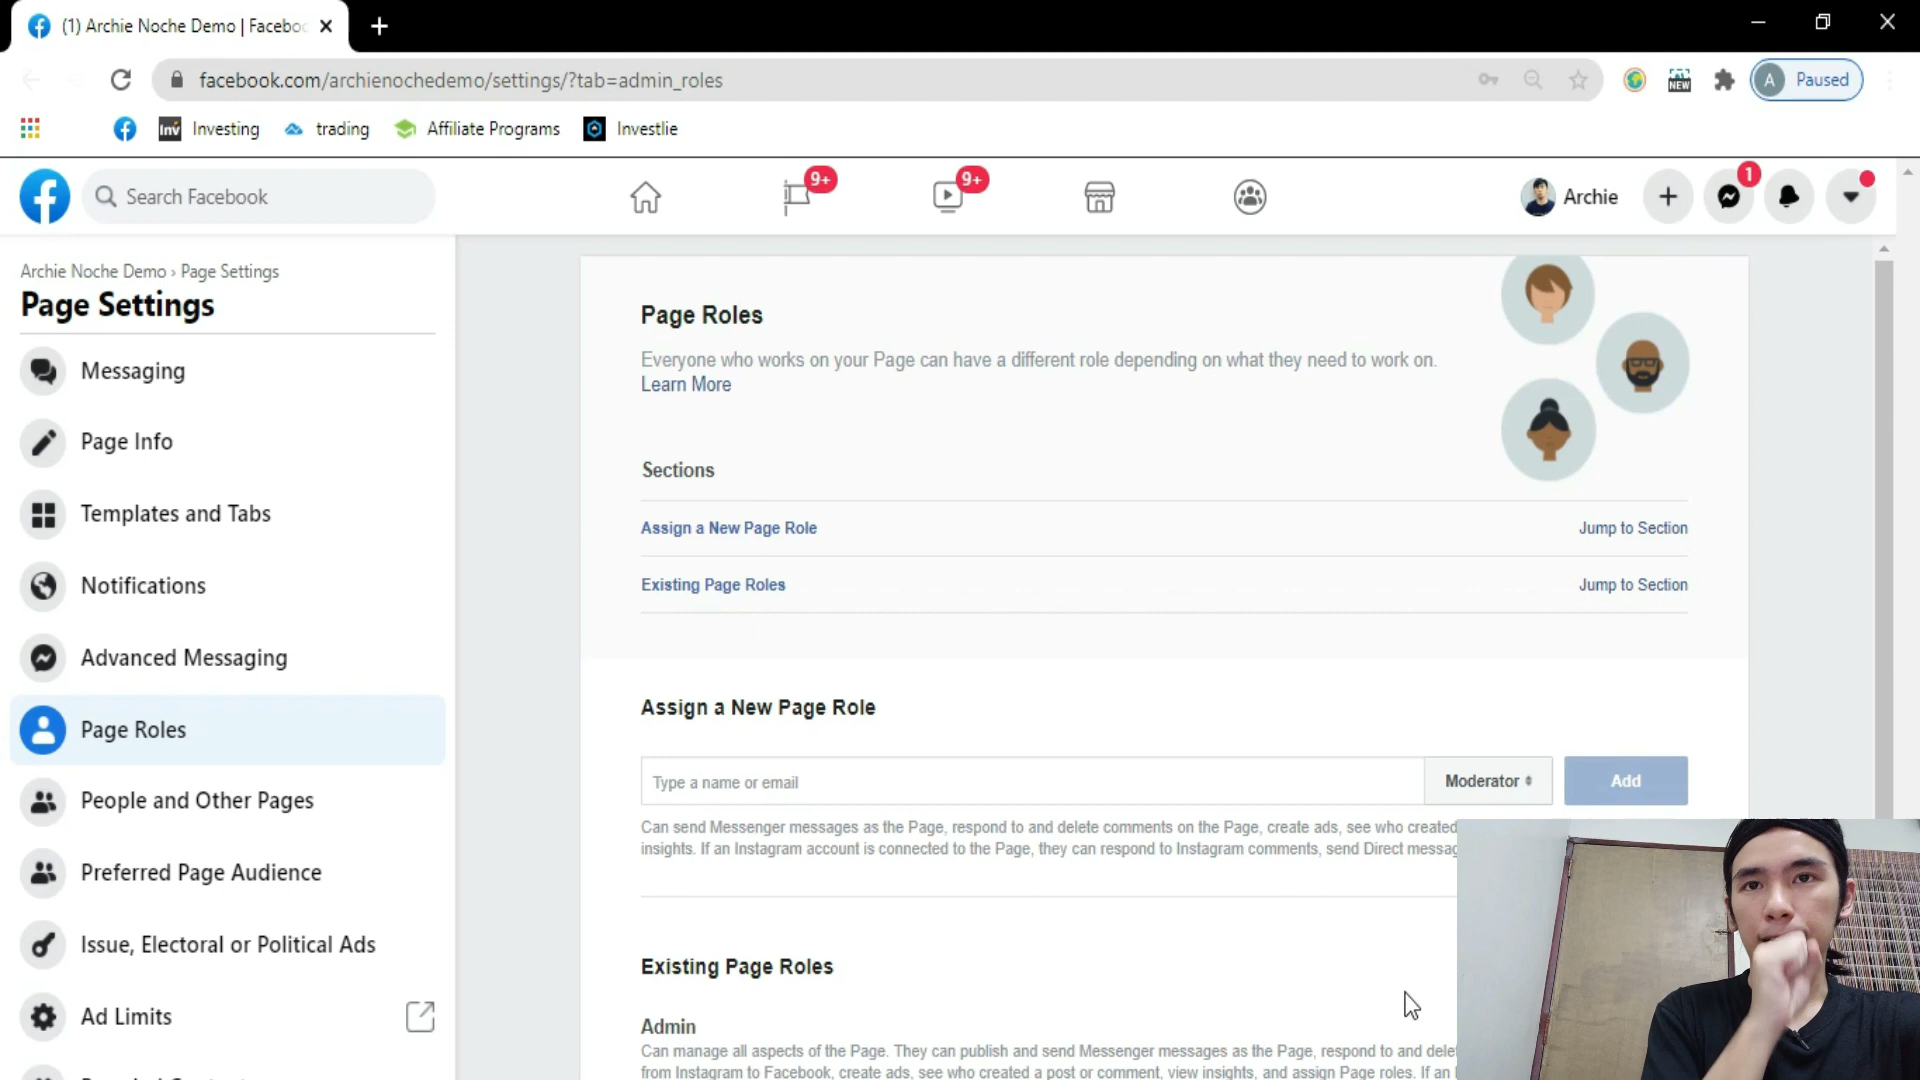 (1) Archie Noche Demo | Faceboo
facebook.com/archienochedemo/settings/?tab=admin_roles
NEW
A Paused
Inv Investing trading Affiliate Programs Investlie
Search Facebook
9+
9+
Archie
1
Archie Noche Demo › Page Settings
Page Settings
Messaging
Page Info
Templates and Tabs
Notifications
Advanced Messaging
Page Roles
People and Other Pages
Preferred Page Audience
Issue, Electoral or Political Ads
Ad Limits
Page Roles
Everyone who works on your Page can have a different role depending on what they need to work on.
Learn More
Sections
Assign a New Page Role Jump to Section
Existing Page Roles Jump to Section
Assign a New Page Role
Type a name or email Moderator Add
Can send Messenger messages as the Page, respond to and delete comments on the Page, create ads, see who created
insights. If an Instagram account is connected to the Page, they can respond to Instagram comments, send Direct messag
Existing Page Roles
Admin
Can manage all aspects of the Page. They can publish and send Messenger messages as the Page, respond to and dele
from Instagram to Facebook, create ads, see who created a post or comment, view insights, and assign Page roles. If an I